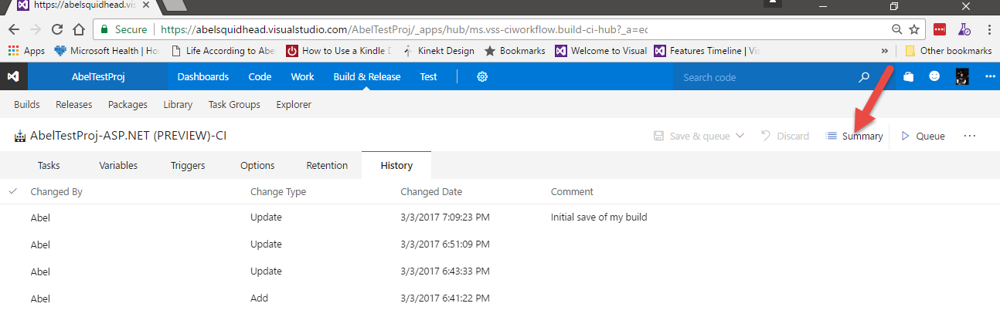 https://abelsquidhead.vis
Secure https://abelsquidhead.visualstudio.com/AbelTestProj/_apps/hub/ms.vss-ciworkflow.build-ci-hub?_a=ec
Apps Microsoft Health | Ho Life According to Abe How to Use a Kindle D Kinekt Design Bookmarks Welcome to Visual Features Timeline | Vis » Other bookmarks
AbelTestProj Dashboards Code Work Build & Release Test Search code
Builds Releases Packages Library Task Groups Explorer
AbelTestProj-ASP.NET (PREVIEW)-CI Save & queue Discard Summary Queue
Tasks Variables Triggers Options Retention History
Changed By Change Type Changed Date Comment
Abel Update 3/3/2017 7:09:23 PM Initial save of my build
Abel Update 3/3/2017 6:51:09 PM
Abel Update 3/3/2017 6:43:33 PM
Abel Add 3/3/2017 6:41:22 PM